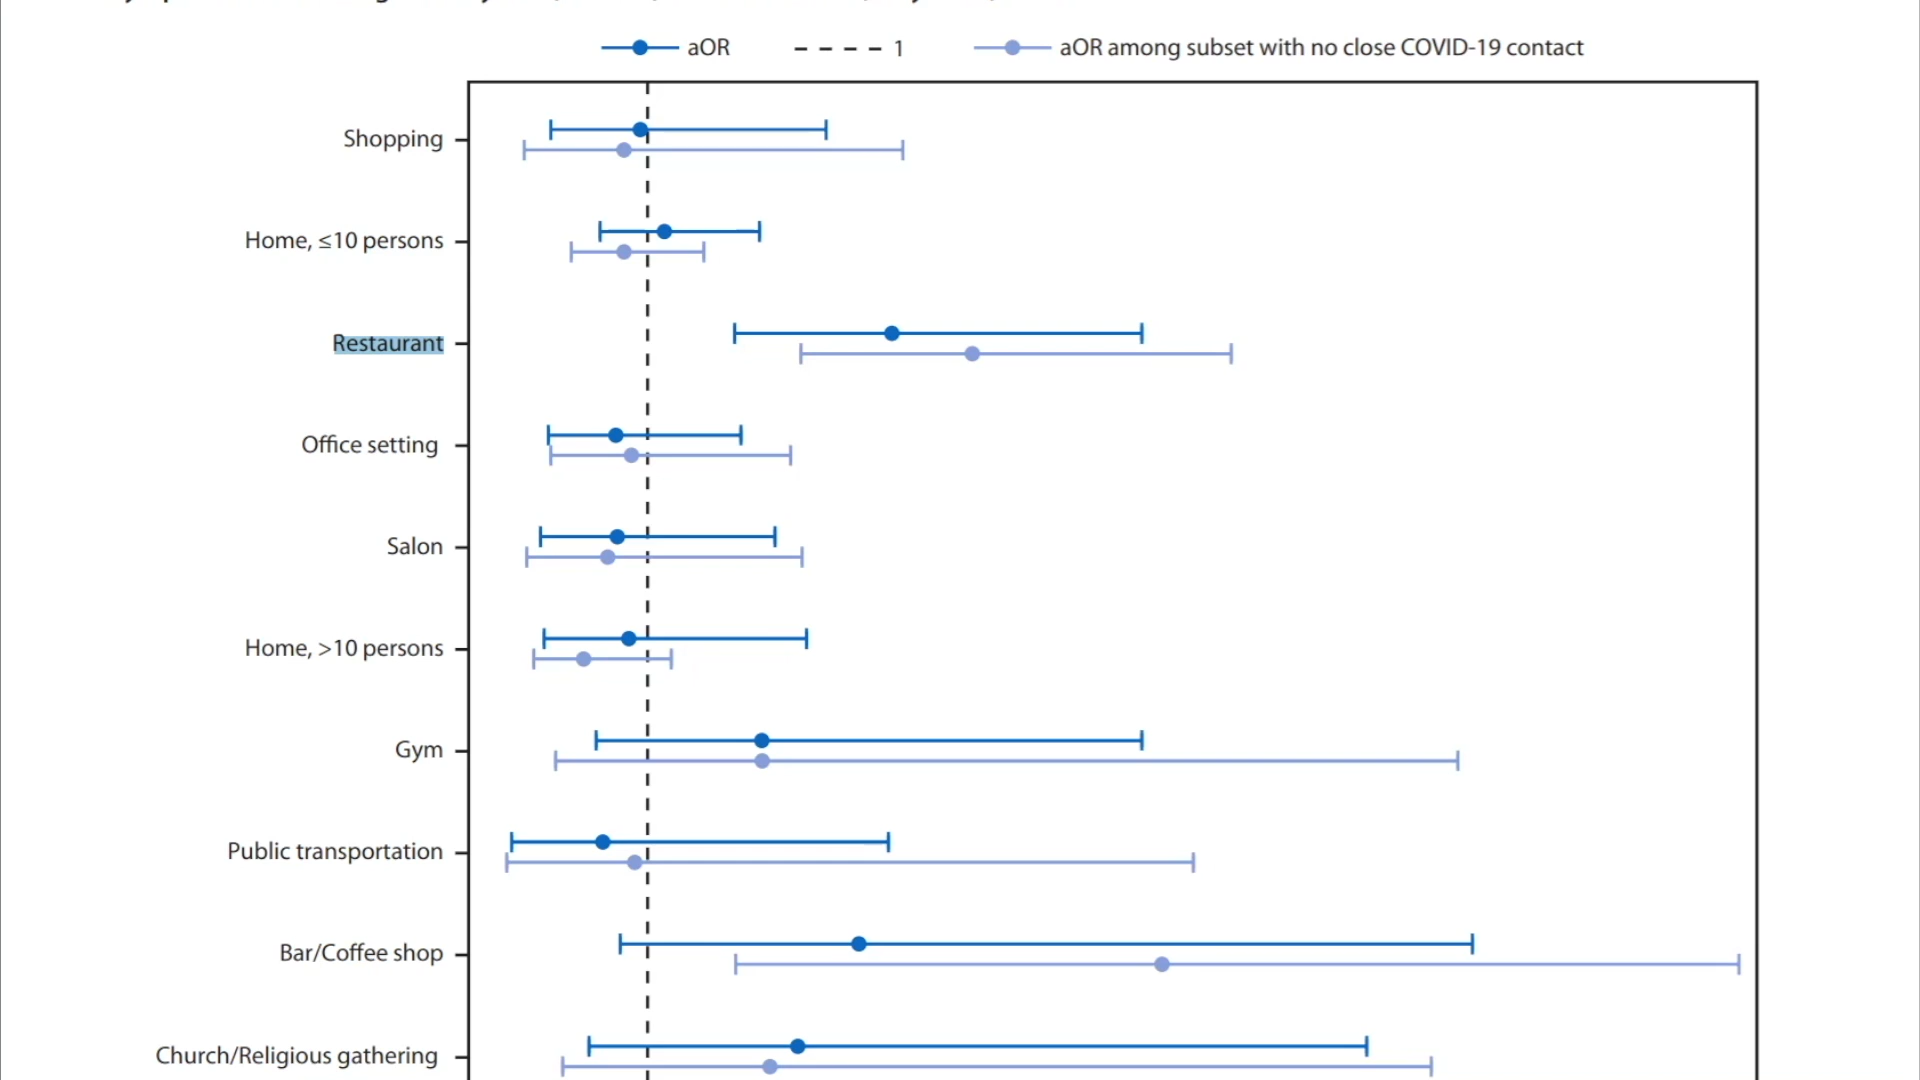 aOR 1 aOR among subset with no close COVID-19 contact
Shopping
Home, ≤10 persons
Restaurant
Office setting
Salon
Home, >10 persons
Gym
Public transportation
Bar/Coffee shop
Church/Religious gathering